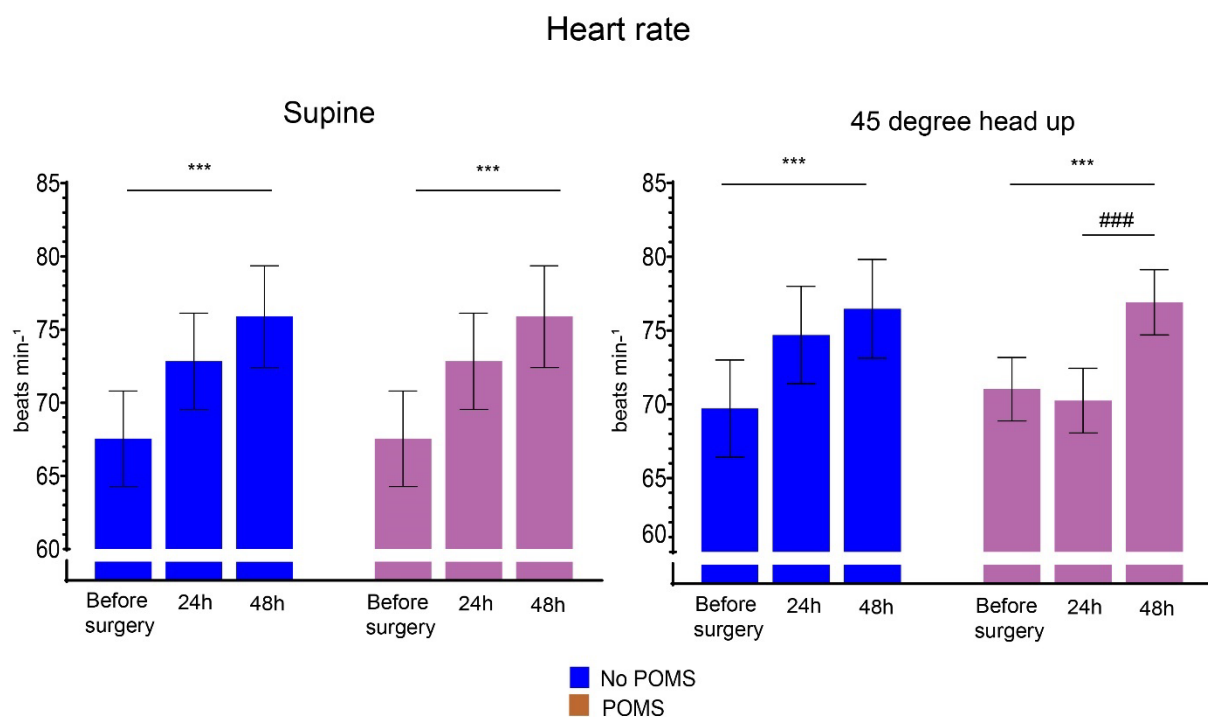 Heart rate
Supine
45 degree head up
***
***
***
***
###
85
80
75
70
65
60
beats min-¹
85
80
75
70
65
60
beats min-¹
Before
surgery
24h
48h
Before
surgery
24h
48h
Before
surgery
24h
48h
Before
surgery
24h
48h
No POMS
POMS